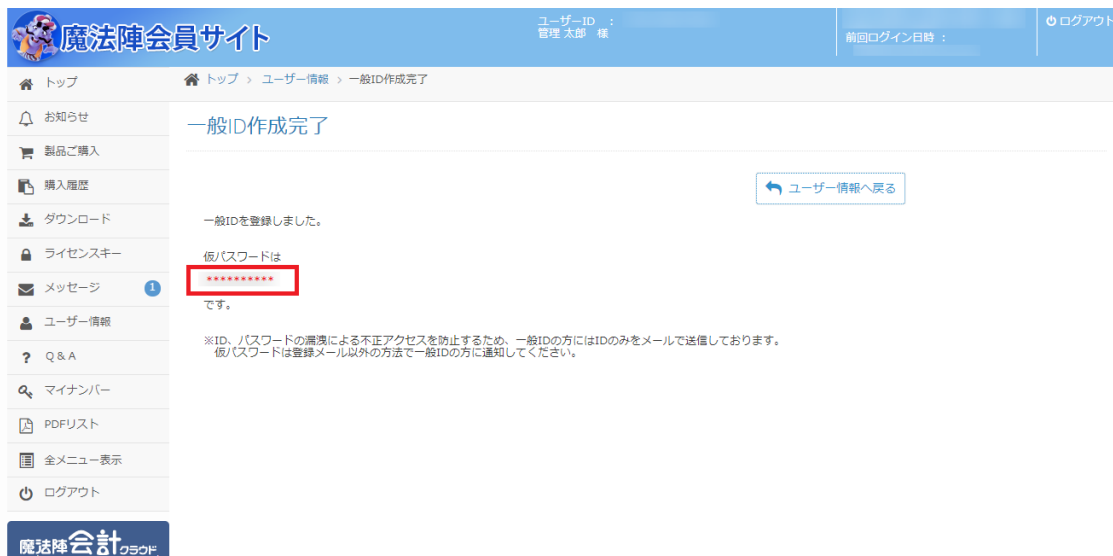 魔法陣会員サイト
ユーザーID :
管理 太郎 様
前回ログイン日時 :
ログアウト
トップ
お知らせ
製品ご購入
購入履歴
ダウンロード
ライセンスキー
メッセージ 1
ユーザー情報
Q & A
マイナンバー
PDFリスト
全メニュー表示
ログアウト
魔法陣会計クラウド
トップ > ユーザー情報 > 一般ID作成完了
一般ID作成完了
ユーザー情報へ戻る
一般IDを登録しました。
仮パスワードは
**********
です。
※ID、パスワードの漏洩による不正アクセスを防止するため、一般IDの方にはIDのみをメールで送信しております。
仮パスワードは登録メール以外の方法で一般IDの方に通知してください。